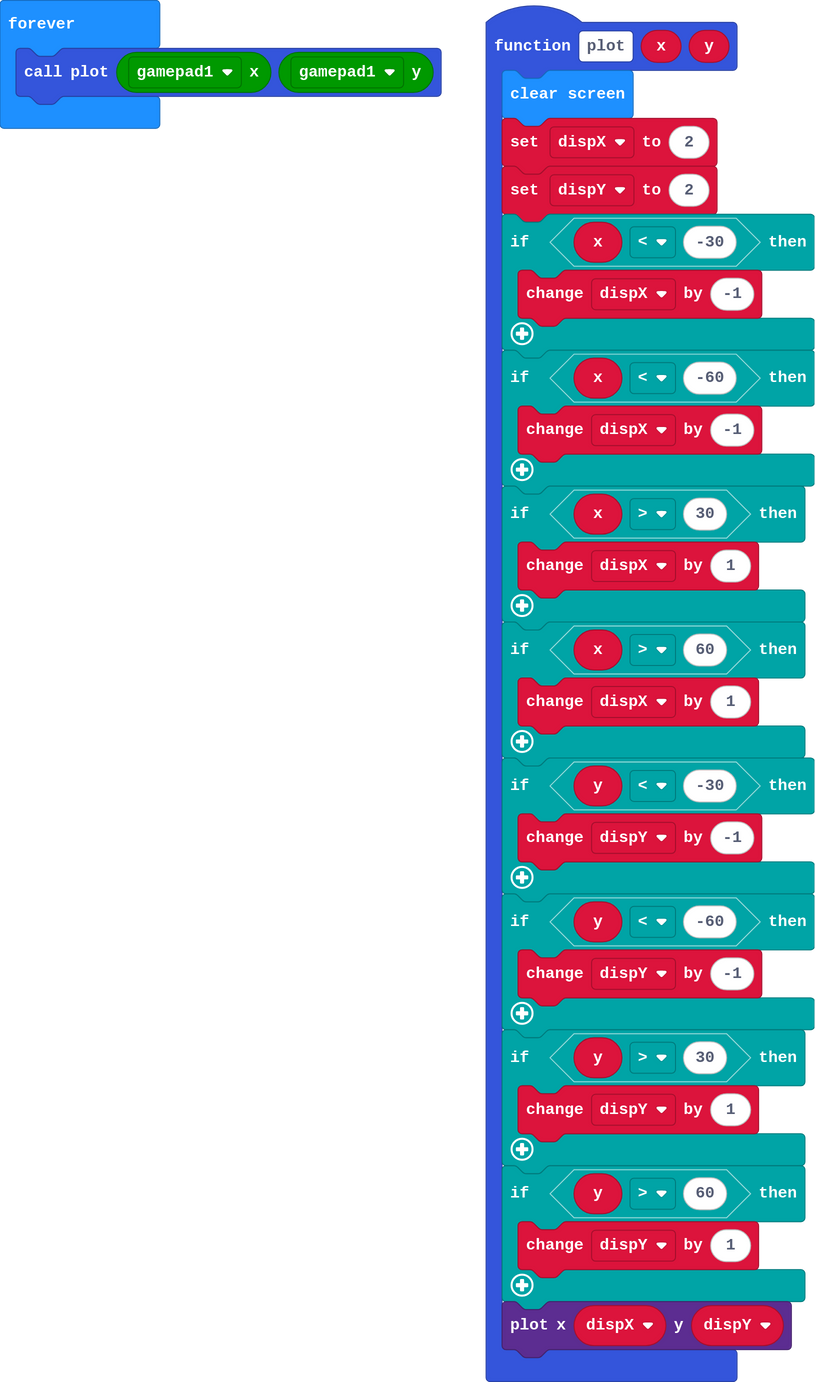 forever
call plot gamepad1 x gamepad1 y
function plot x y
clear screen
set dispX to 2
set dispY to 2
if x < -30 then
change dispX by -1
if x < -60 then
change dispX by -1
if x > 30 then
change dispX by 1
if x > 60 then
change dispX by 1
if y < -30 then
change dispY by -1
if y < -60 then
change dispY by -1
if y > 30 then
change dispY by 1
if y > 60 then
change dispY by 1
plot x dispX y dispY